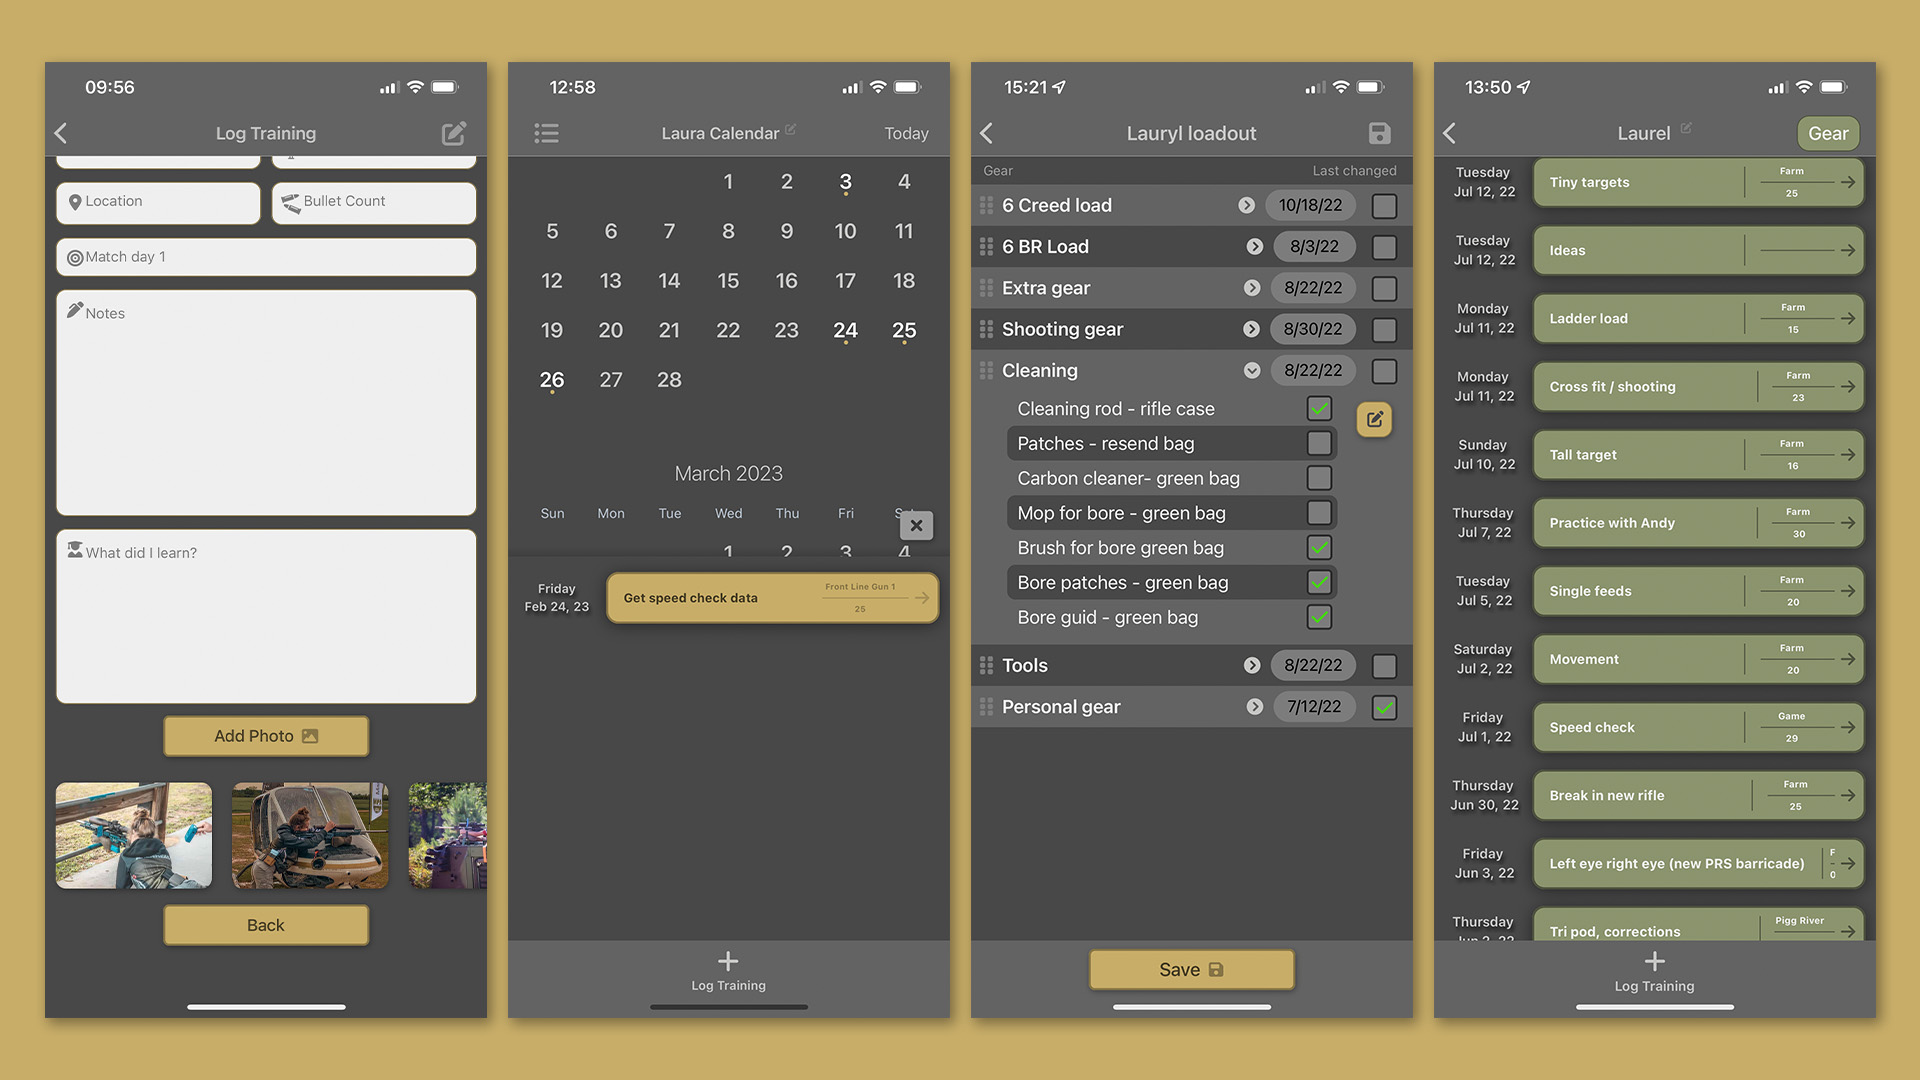 09:56
Log Training
Location
Bullet Count
Match day 1
Notes
What did I learn?
Add Photo
Back
12:58
Laura Calendar
Today
1 2 3 4
5 6 7 8 9 10 11
12 13 14 15 16 17 18
19 20 21 22 23 24 25
26 27 28
March 2023
Sun Mon Tue Wed Thu Fri
1 2 3 4
Friday
Feb 24, 23
Get speed check data
Front Line Gun 1
25
Log Training
15:21
Lauryl loadout
Gear Last changed
6 Creed load 10/18/22
6 BR Load 8/3/22
Extra gear 8/22/22
Shooting gear 8/30/22
Cleaning 8/22/22
Cleaning rod - rifle case
Patches - resend bag
Carbon cleaner- green bag
Mop for bore - green bag
Brush for bore green bag
Bore patches - green bag
Bore guid - green bag
Tools 8/22/22
Personal gear 7/12/22
Save
13:50
Laurel
Gear
Tuesday
Jul 12, 22
Tiny targets
Farm
25
Tuesday
Jul 12, 22
Ideas
Monday
Jul 11, 22
Ladder load
Farm
15
Monday
Jul 11, 22
Cross fit / shooting
Farm
23
Sunday
Jul 10, 22
Tall target
Farm
16
Thursday
Jul 7, 22
Practice with Andy
Farm
30
Tuesday
Jul 5, 22
Single feeds
Farm
20
Saturday
Jul 2, 22
Movement
Farm
20
Friday
Jul 1, 22
Speed check
Game
29
Thursday
Jun 30, 22
Break in new rifle
Farm
25
Friday
Jun 3, 22
Left eye right eye (new PRS barricade)
F
0
Thursday
Tri pod, corrections
Pigg River
Log Training